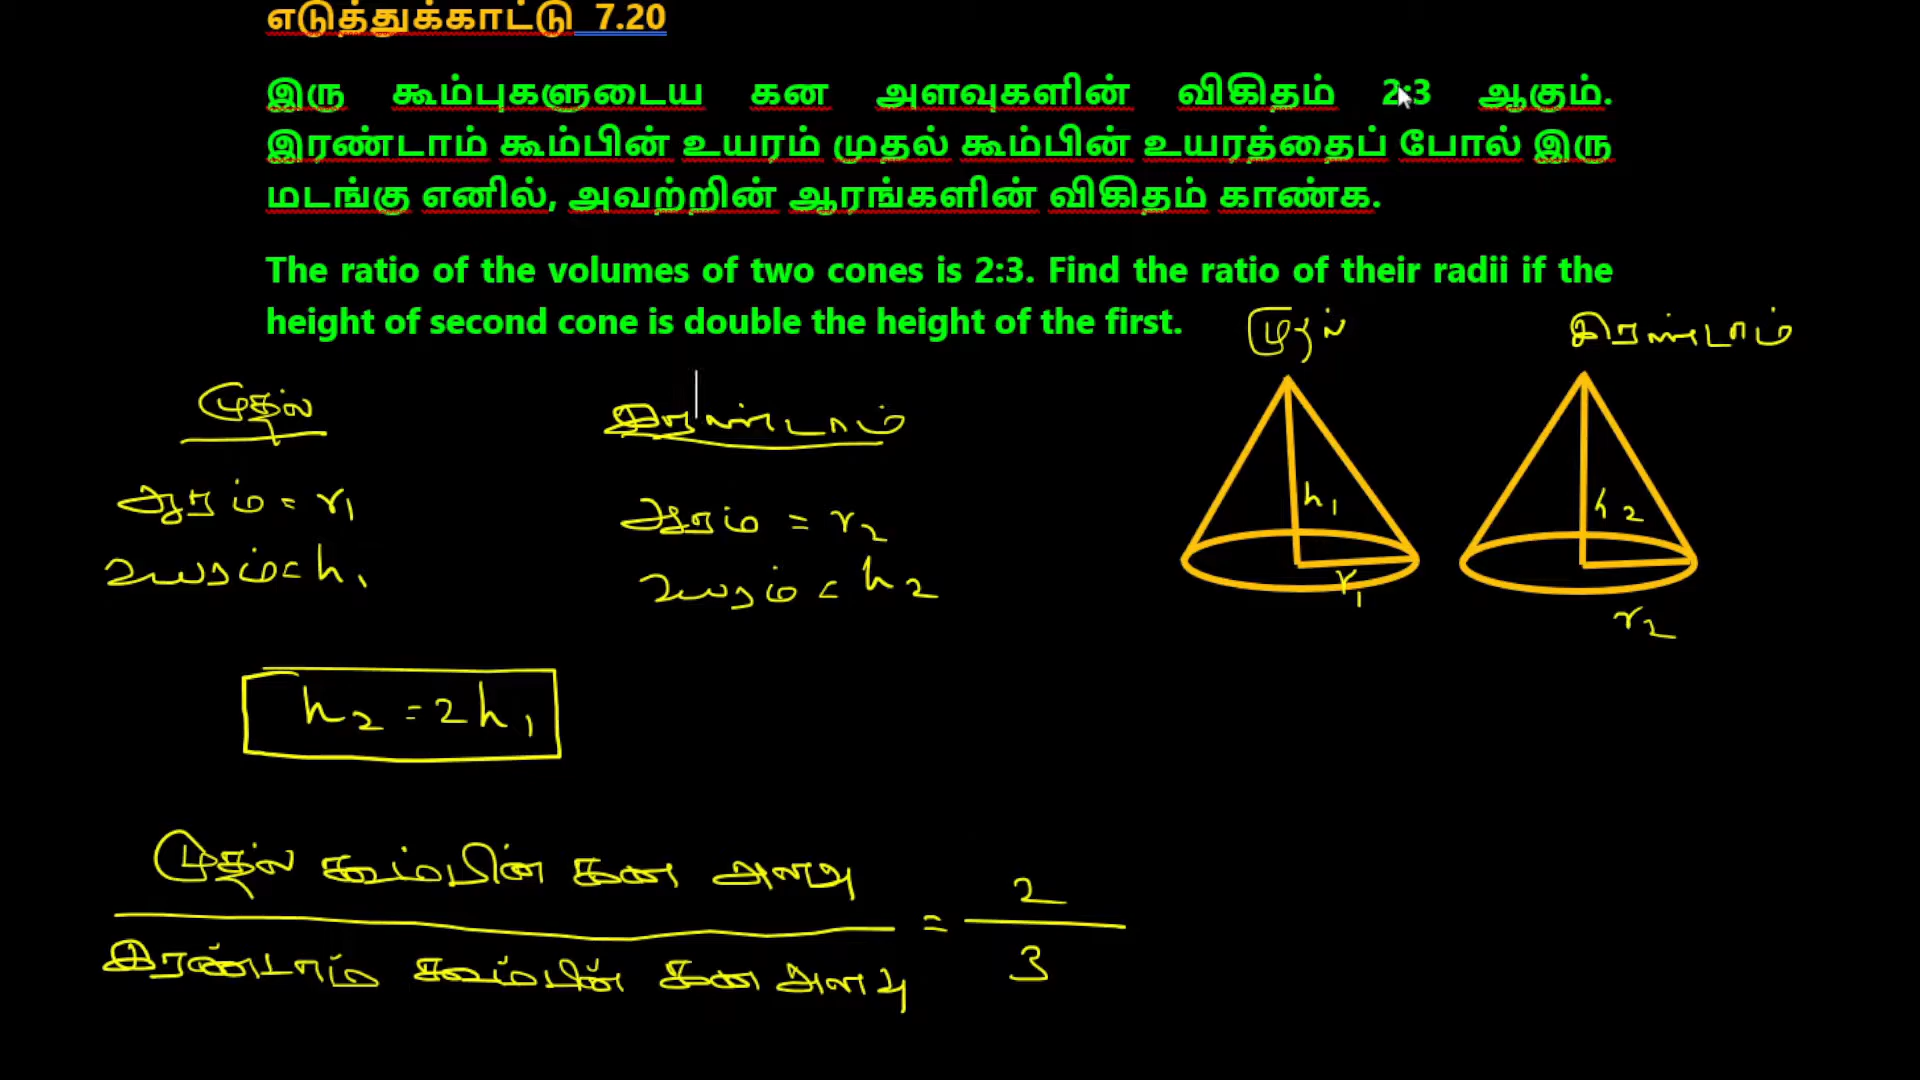 எடுத்துக்காட்டு 7.20
இரு கூம்புகளுடைய கன அளவுகளின் விகிதம் 2:3 ஆகும்.
இரண்டாம் கூம்பின் உயரம் முதல் கூம்பின் உயரத்தைப் போல் இரு
மடங்கு எனில், அவற்றின் ஆரங்களின் விகிதம் காண்க.
The ratio of the volumes of two cones is 2:3. Find the ratio of their radii if the
height of second cone is double the height of the first.
முதல் இரண்டாம்
முதல் இரண்டாம்
ஆரம் = r₁ ஆரம் = r₂
உயரம் = h₁ உயரம் = h₂
h₁ h₂
r₁ r₂
h₂ = 2h₁
முதல் கூம்பின் கன அளவு
= 2
இரண்டாம் கூம்பின் கன அளவு
3